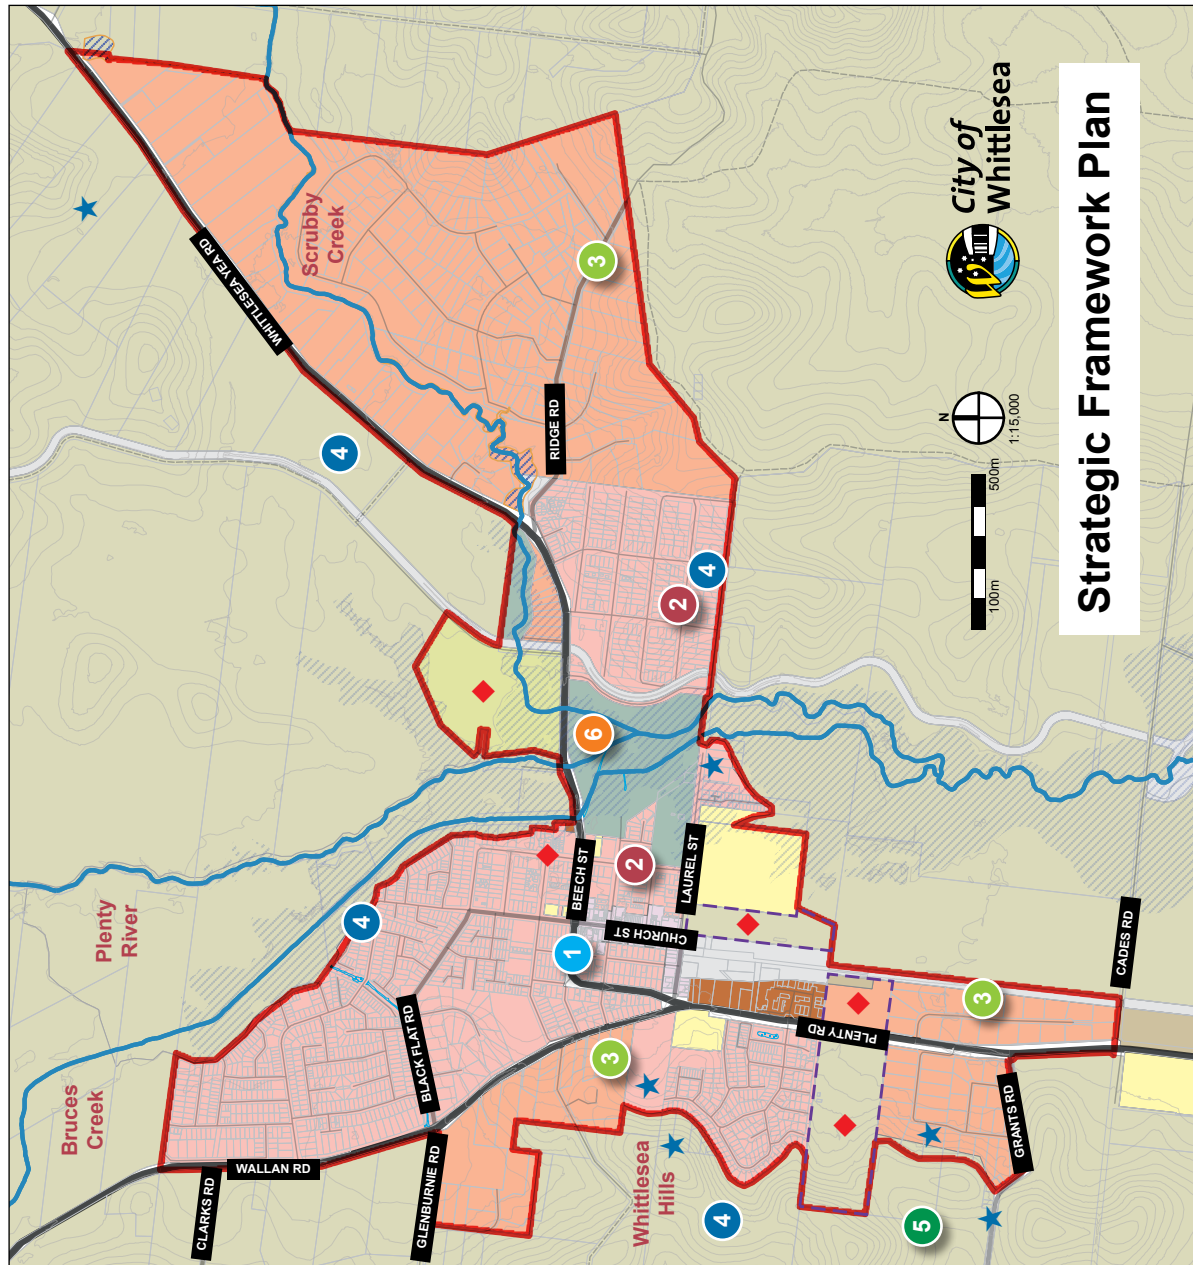 Strategic Framework Plan
City of
Whittlesea
N
1:15,000
100m
500m
WHITTLESEA YEA RD
Scrubby
Creek
3
4
RIDGE RD
4
2
6
Plenty
River
4
BEECH ST
2
LAUREL ST
CHURCH ST
1
Bruces
Creek
BLACK FLAT RD
CADES RD
3
PLENTY RD
3
WALLAN RD
CLARKS RD
GLENBURNIE RD
Whittlesea
Hills
4
5
GRANTS RD